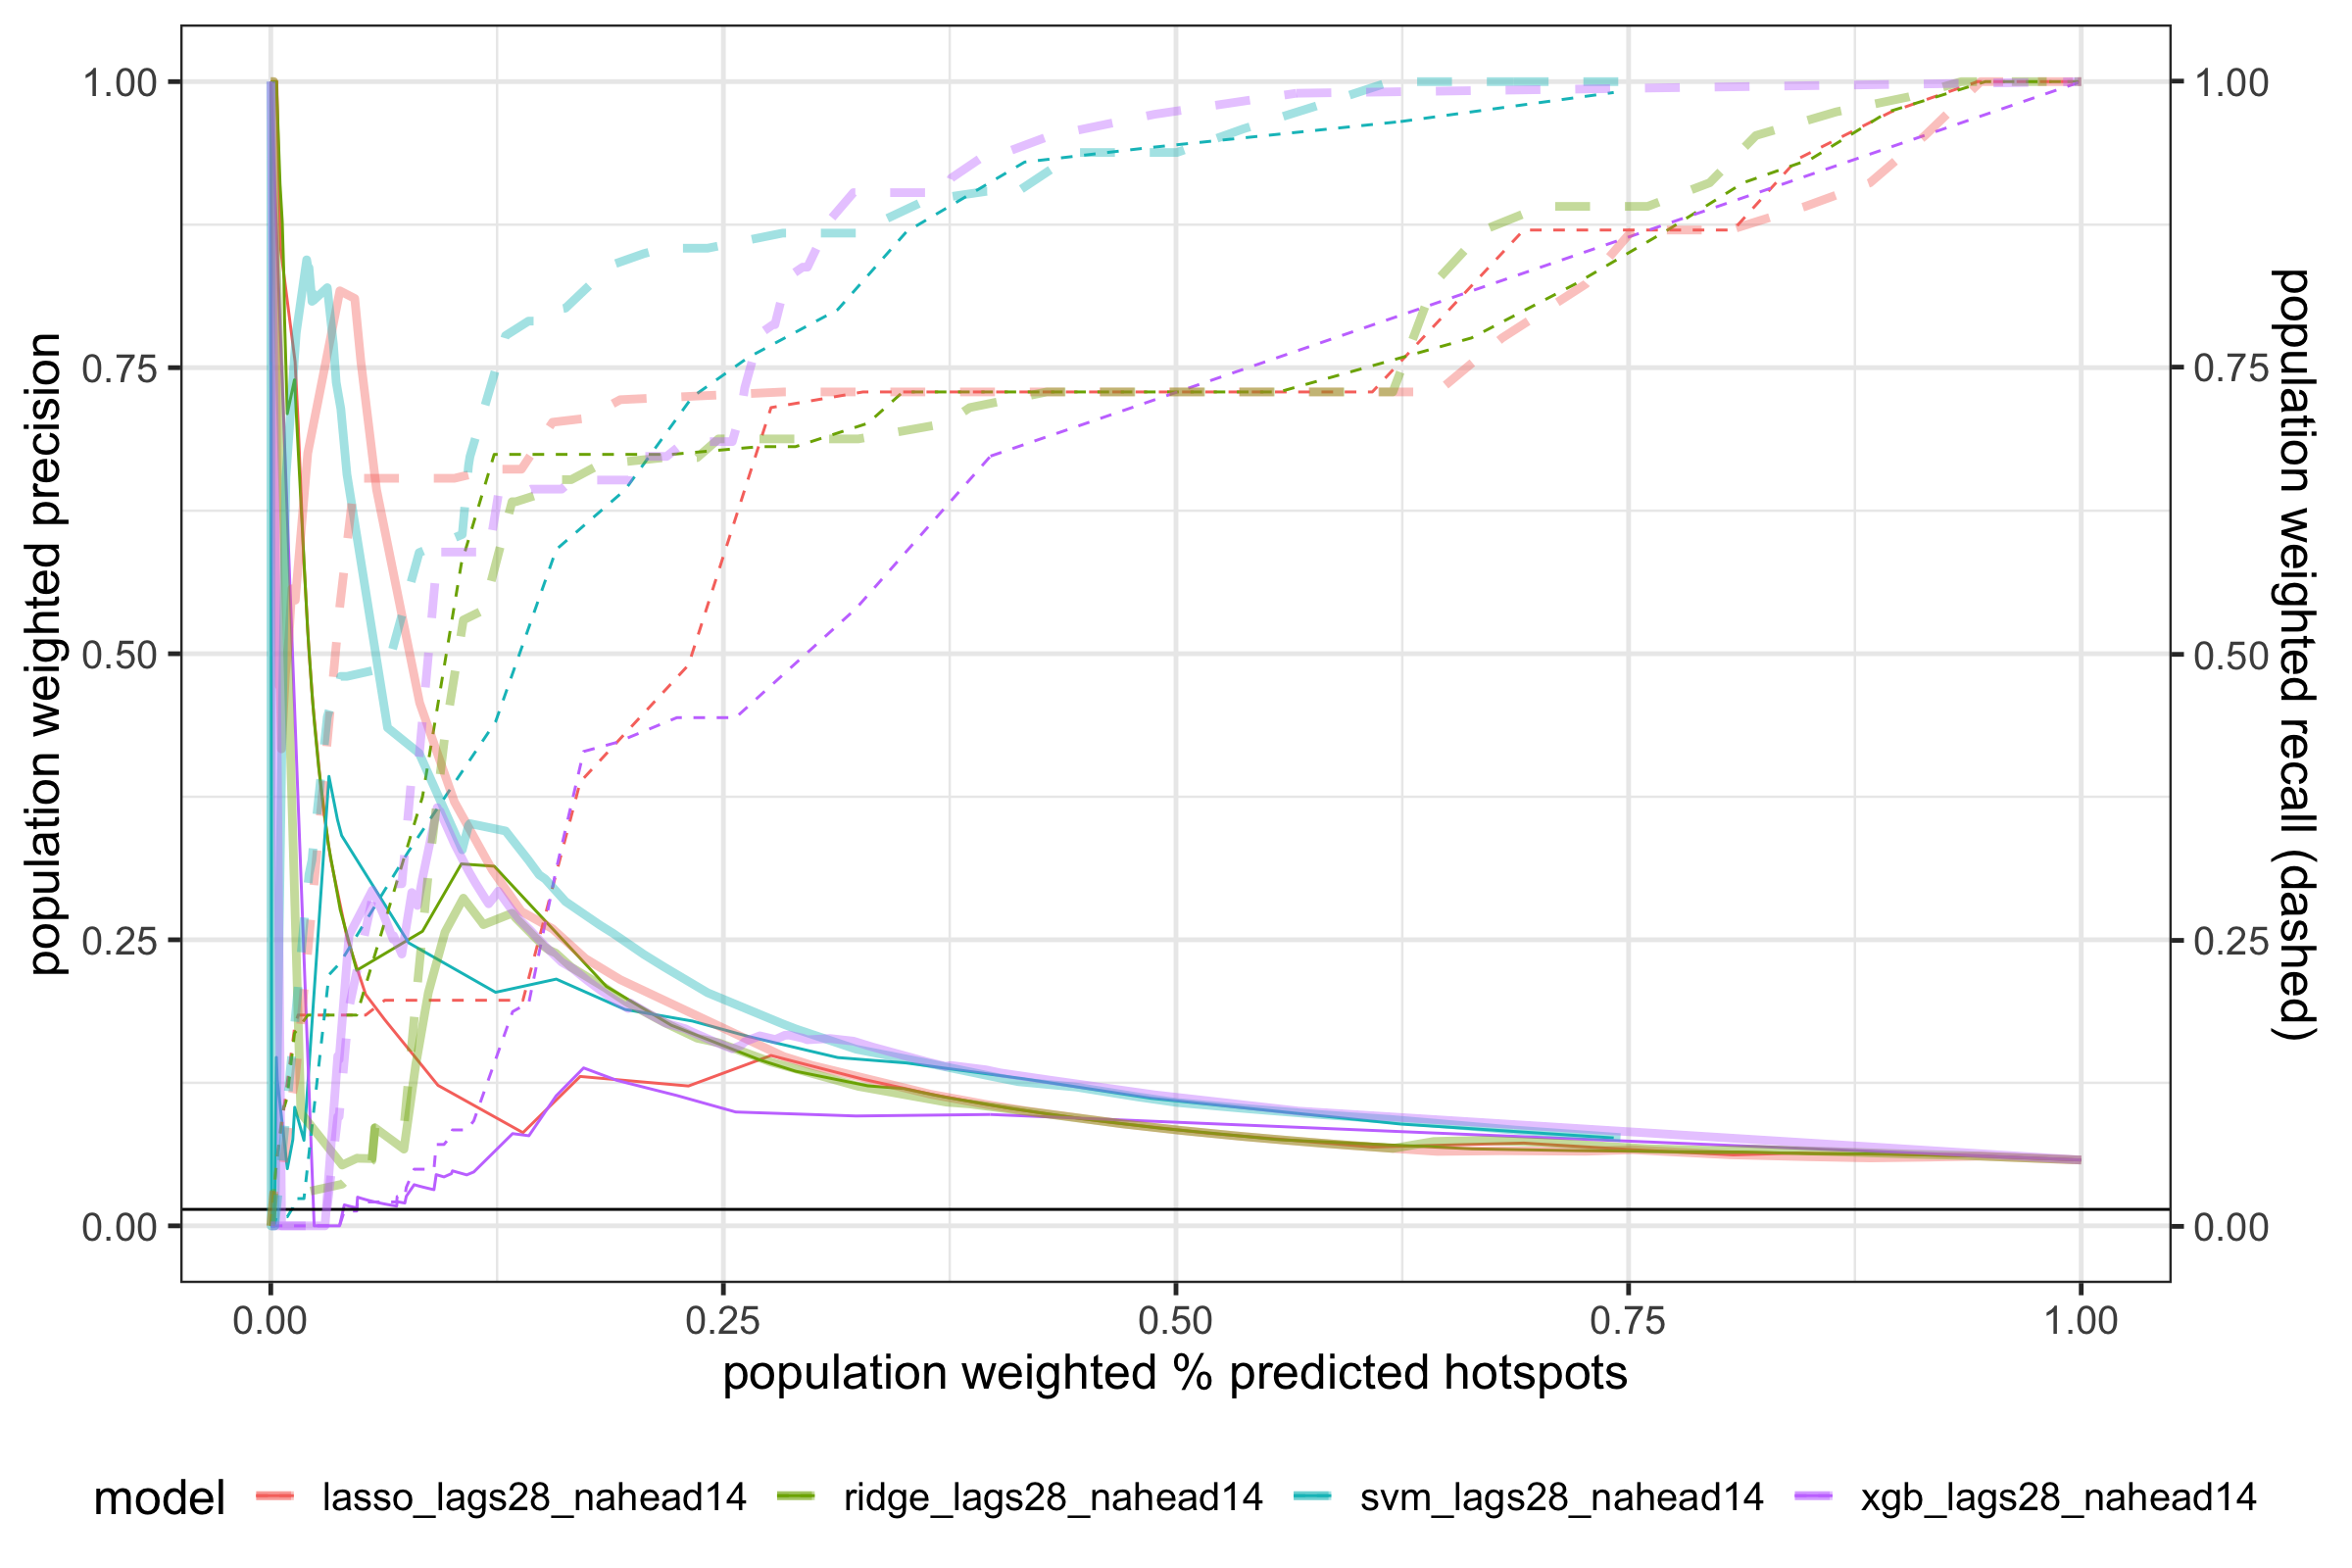 population weighted precision
1.00
0.75
0.50
0.25
0.00
1.00
0.75
0.50
0.25
0.00
population weighted recall (dashed)
0.00 0.25 0.50 0.75 1.00
population weighted % predicted hotspots
model lasso_lags28_nahead14 ridge_lags28_nahead14 svm_lags28_nahead14 xgb_lags28_nahead14